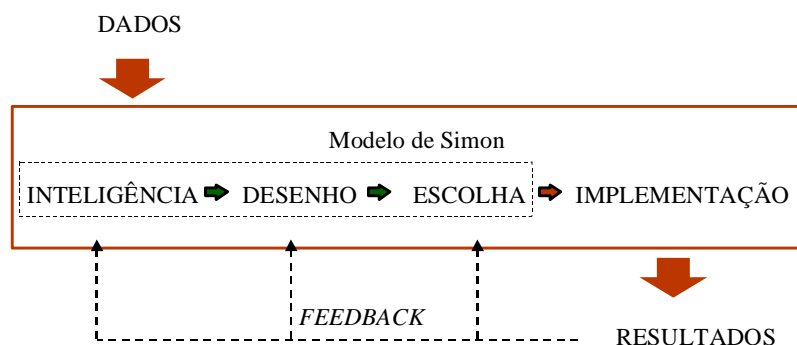 DADOS
Modelo de Simon
INTELIGÊNCIA DESENHO ESCOLHA IMPLEMENTAÇÃO
FEEDBACK
RESULTADOS